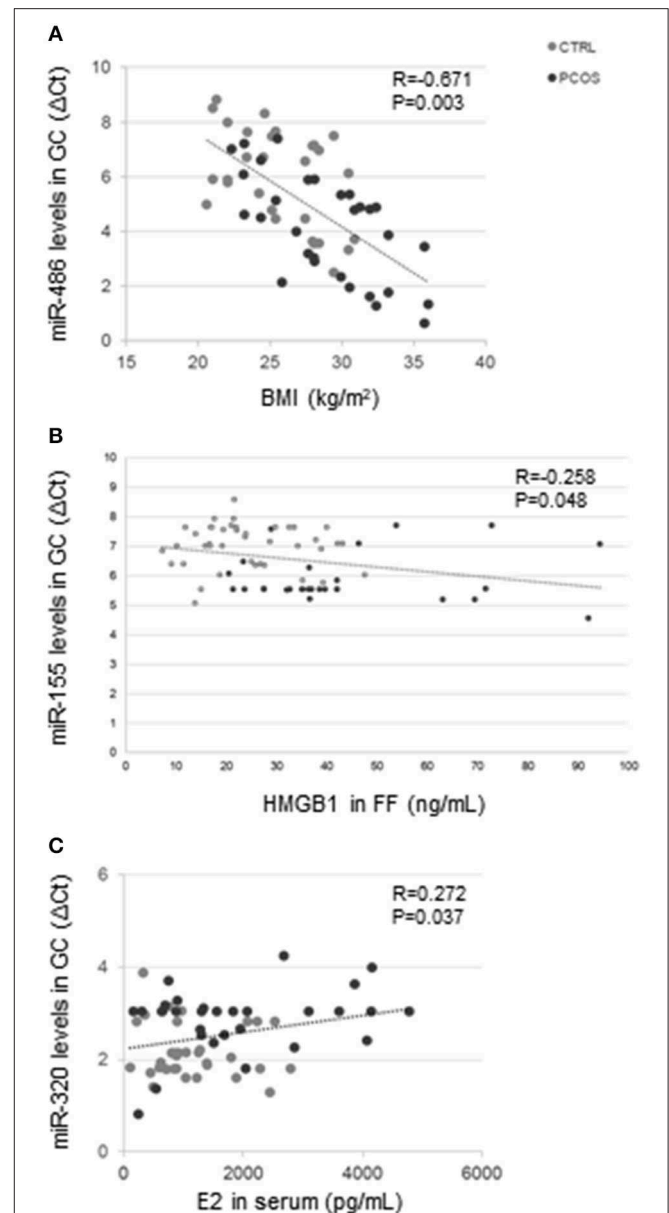 A
CTRL
PCOS
R=-0.671
P=0.003
miR-486 levels in GC (ΔCt)
10
8
6
4
2
0
15 20 25 30 35 40
BMI (kg/m²)
B
R=-0.258
P=0.048
miR-155 levels in GC (ΔCt)
10
9
8
7
6
5
4
3
2
1
0
0 10 20 30 40 50 60 70 80 90 100
HMGB1 in FF (ng/mL)
C
R=0.272
P=0.037
miR-320 levels in GC (ΔCt)
6
4
2
0
0 2000 4000 6000
E2 in serum (pg/mL)